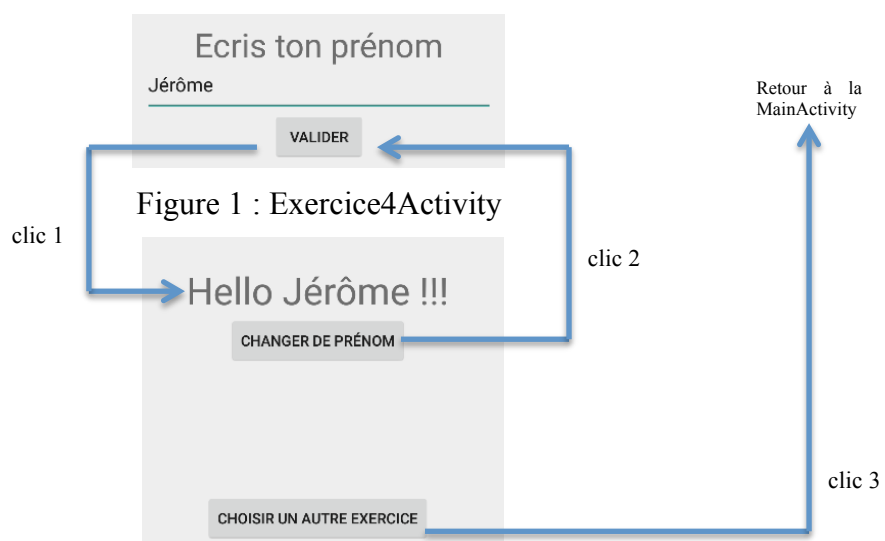 Ecris ton prénom
Jérôme
VALIDER
Retour à la
MainActivity
Figure 1 : Exercice4Activity
clic 1
clic 2
Hello Jérôme !!!
CHANGER DE PRÉNOM
clic 3
CHOISIR UN AUTRE EXERCICE